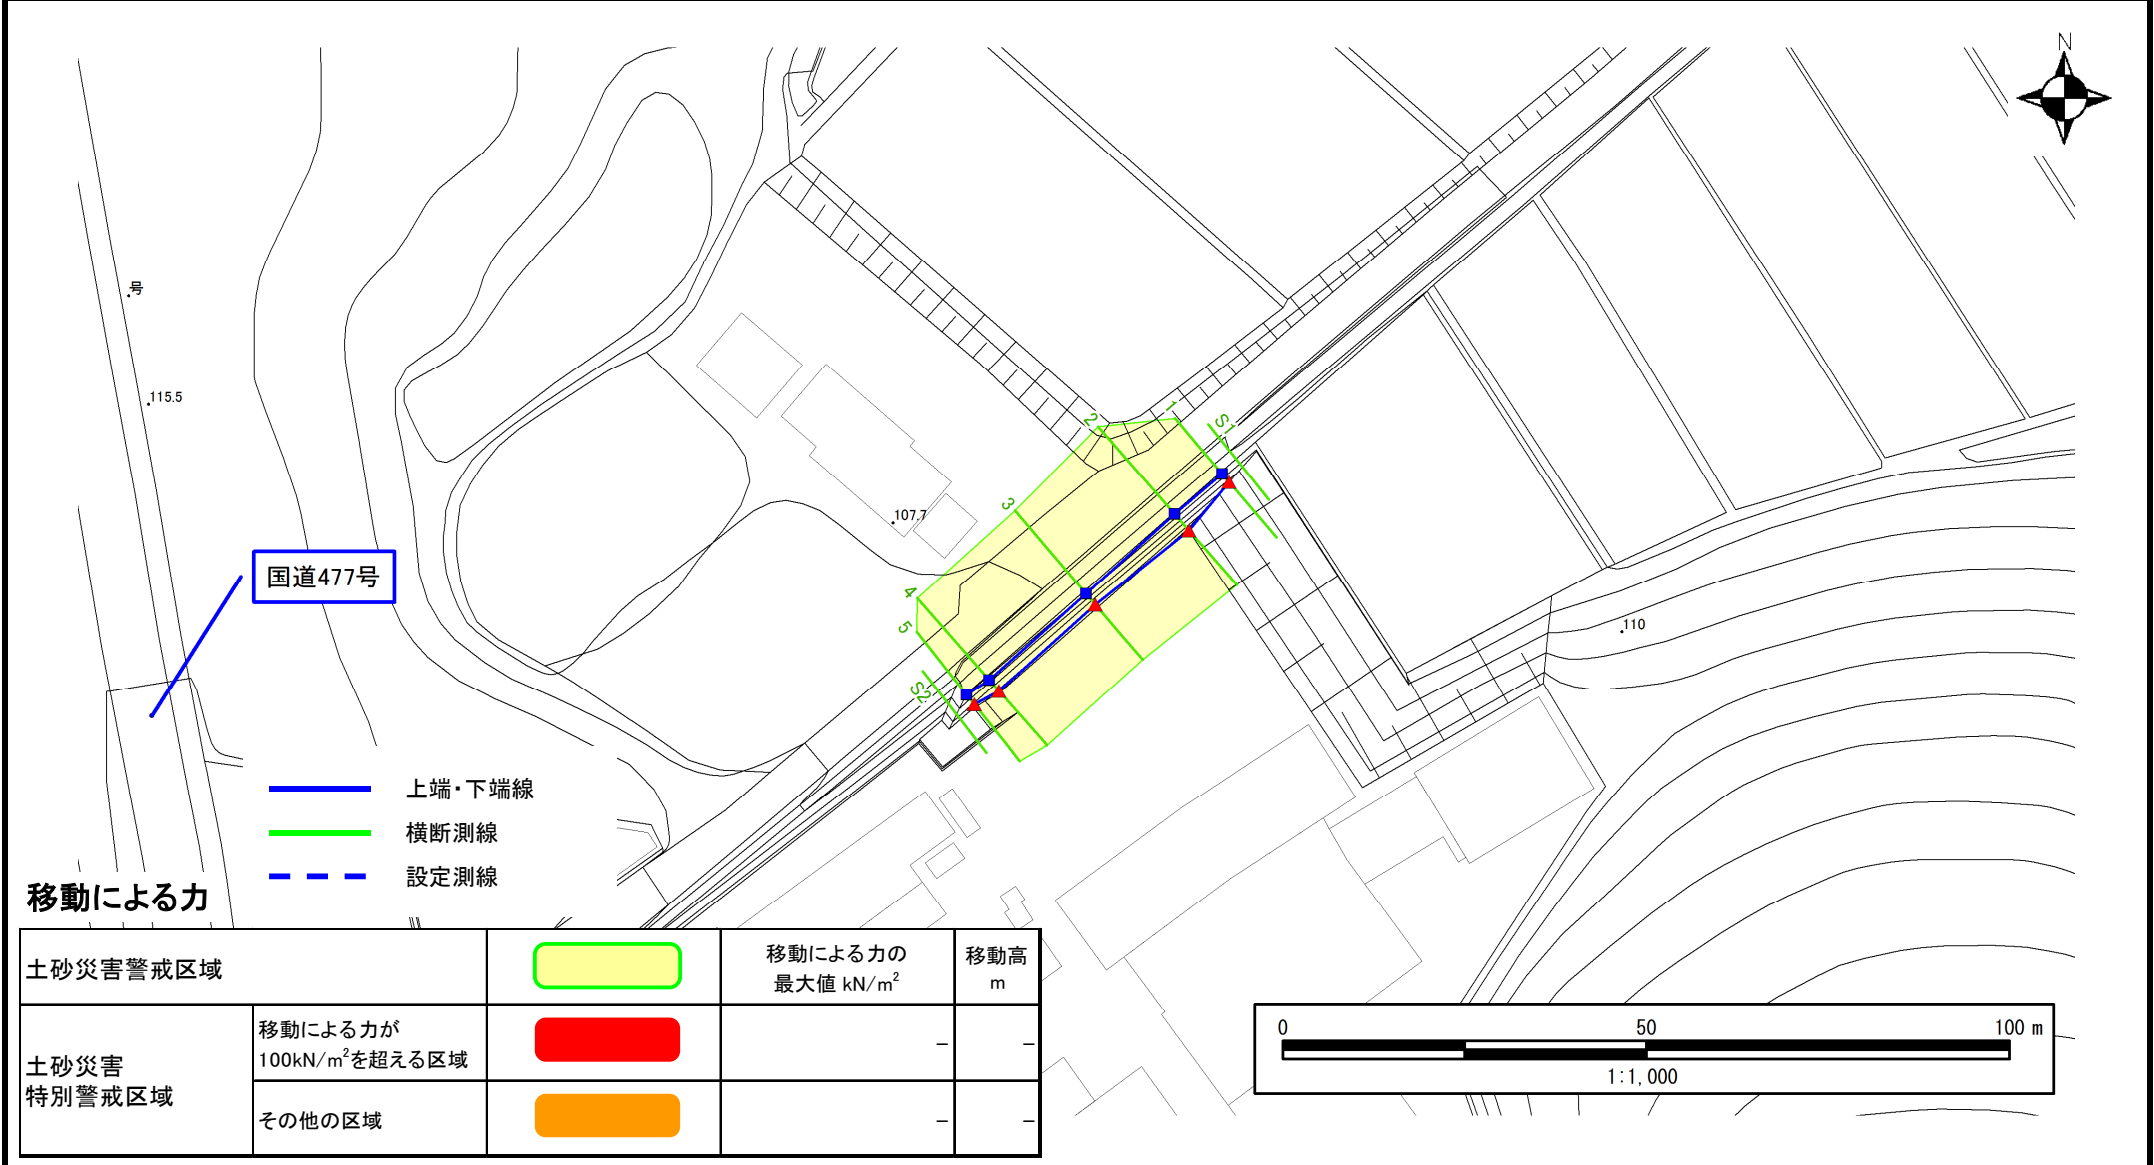 N
号
115.5
107.7
110
1
2
S1
3
4
5
S2
国道477号
上端・下端線
横断測線
設定測線
移動による力
土砂災害警戒区域
移動による力の
最大値 kN/m²
移動高
m
土砂災害
特別警戒区域
移動による力が
100kN/m²を超える区域
－ －
その他の区域
－ －
0 50 100 m
1:1,000